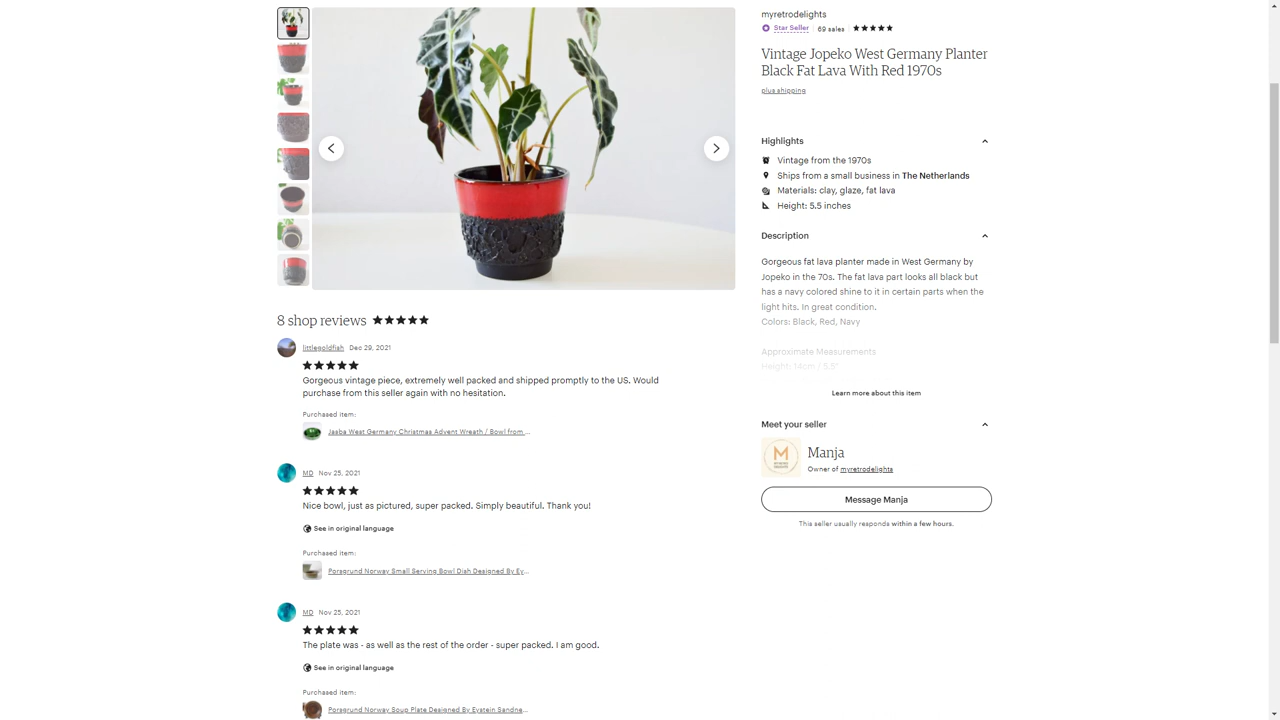 myretrodelights
Star Seller
69 sales
Vintage Jopeko West Germany Planter
Black Fat Lava With Red 1970s
plus shipping
Highlights
Vintage from the 1970s
Ships from a small business in The Netherlands
Materials: clay, glaze, fat lava
Height: 5.5 inches
Description
Gorgeous fat lava planter made in West Germany by
Jopeko in the 70s. The fat lava part looks all black but
has a navy colored shine to it in certain parts when the
light hits. In great condition.
Colors: Black, Red, Navy
Approximate Measurements
Height: 14cm / 5.5"
Learn more about this item
Meet your seller
Manja
Owner of myretrodelights
Message Manja
This seller usually responds within a few hours.
8 shop reviews
littlegoldfish Dec 29, 2021
Gorgeous vintage piece, extremely well packed and shipped promptly to the US. Would
purchase from this seller again with no hesitation.
Purchased item:
Jasba West Germany Christmas Advent Wreath / Bowl from ...
MD Nov 25, 2021
Nice bowl, just as pictured, super packed. Simply beautiful. Thank you!
See in original language
Purchased item:
Porsgrund Norway Small Serving Bowl Dish Designed By Ey...
MD Nov 25, 2021
The plate was - as well as the rest of the order - super packed. I am good.
See in original language
Purchased item:
Porsgrund Norway Soup Plate Designed By Eystein Sandne...